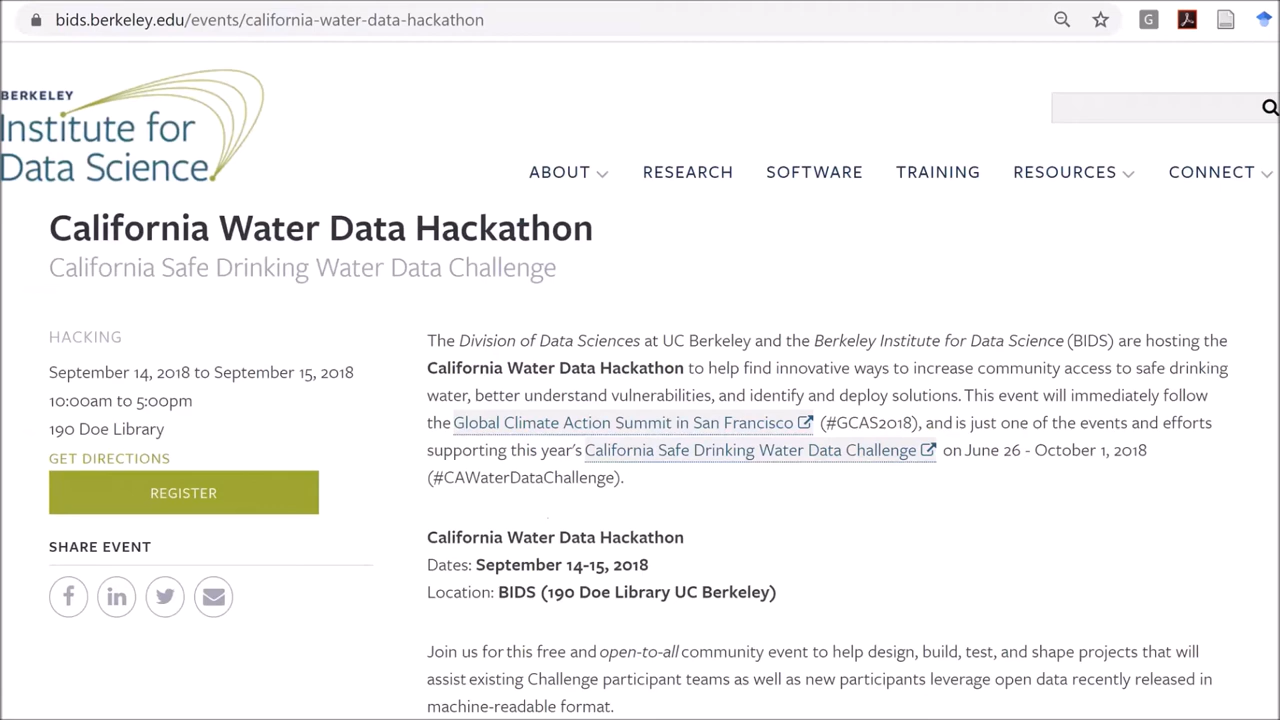 bids.berkeley.edu/events/california-water-data-hackathon
G
BERKELEY
Institute for
Data Science
ABOUT RESEARCH SOFTWARE TRAINING RESOURCES CONNECT
California Water Data Hackathon
California Safe Drinking Water Data Challenge
HACKING
September 14, 2018 to September 15, 2018
10:00am to 5:00pm
190 Doe Library
GET DIRECTIONS
REGISTER
SHARE EVENT
The Division of Data Sciences at UC Berkeley and the Berkeley Institute for Data Science (BIDS) are hosting the
California Water Data Hackathon to help find innovative ways to increase community access to safe drinking
water, better understand vulnerabilities, and identify and deploy solutions. This event will immediately follow
the Global Climate Action Summit in San Francisco (#GCAS2018), and is just one of the events and efforts
supporting this year's California Safe Drinking Water Data Challenge on June 26 - October 1, 2018
(#CAWaterDataChallenge).
California Water Data Hackathon
Dates: September 14-15, 2018
Location: BIDS (190 Doe Library UC Berkeley)
Join us for this free and open-to-all community event to help design, build, test, and shape projects that will
assist existing Challenge participant teams as well as new participants leverage open data recently released in
machine-readable format.